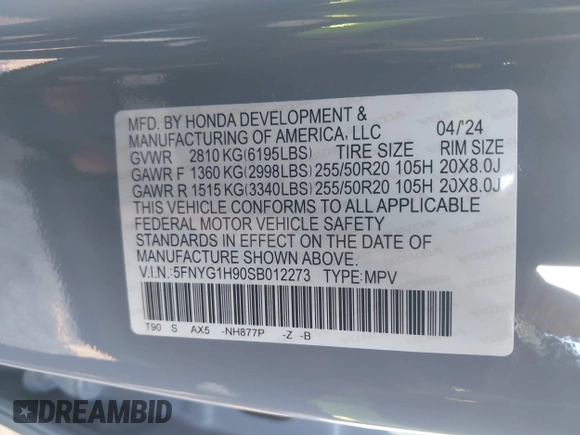 MFD. BY HONDA DEVELOPMENT &
MANUFACTURING OF AMERICA, LLC 04/'24
GVWR 2810 KG(6195LBS) TIRE SIZE RIM SIZE
GAWR F 1360 KG(2998LBS) 255/50R20 105H 20X8.0J
GAWR R 1515 KG(3340LBS) 255/50R20 105H 20X8.0J
THIS VEHICLE CONFORMS TO ALL APPLICABLE
FEDERAL MOTOR VEHICLE SAFETY
STANDARDS IN EFFECT ON THE DATE OF
MANUFACTURE SHOWN ABOVE.
V.I.N.:5FNYG1H90SB012273 TYPE:MPV
T90 S AX5 -NH877P -Z -B
DREAMBID